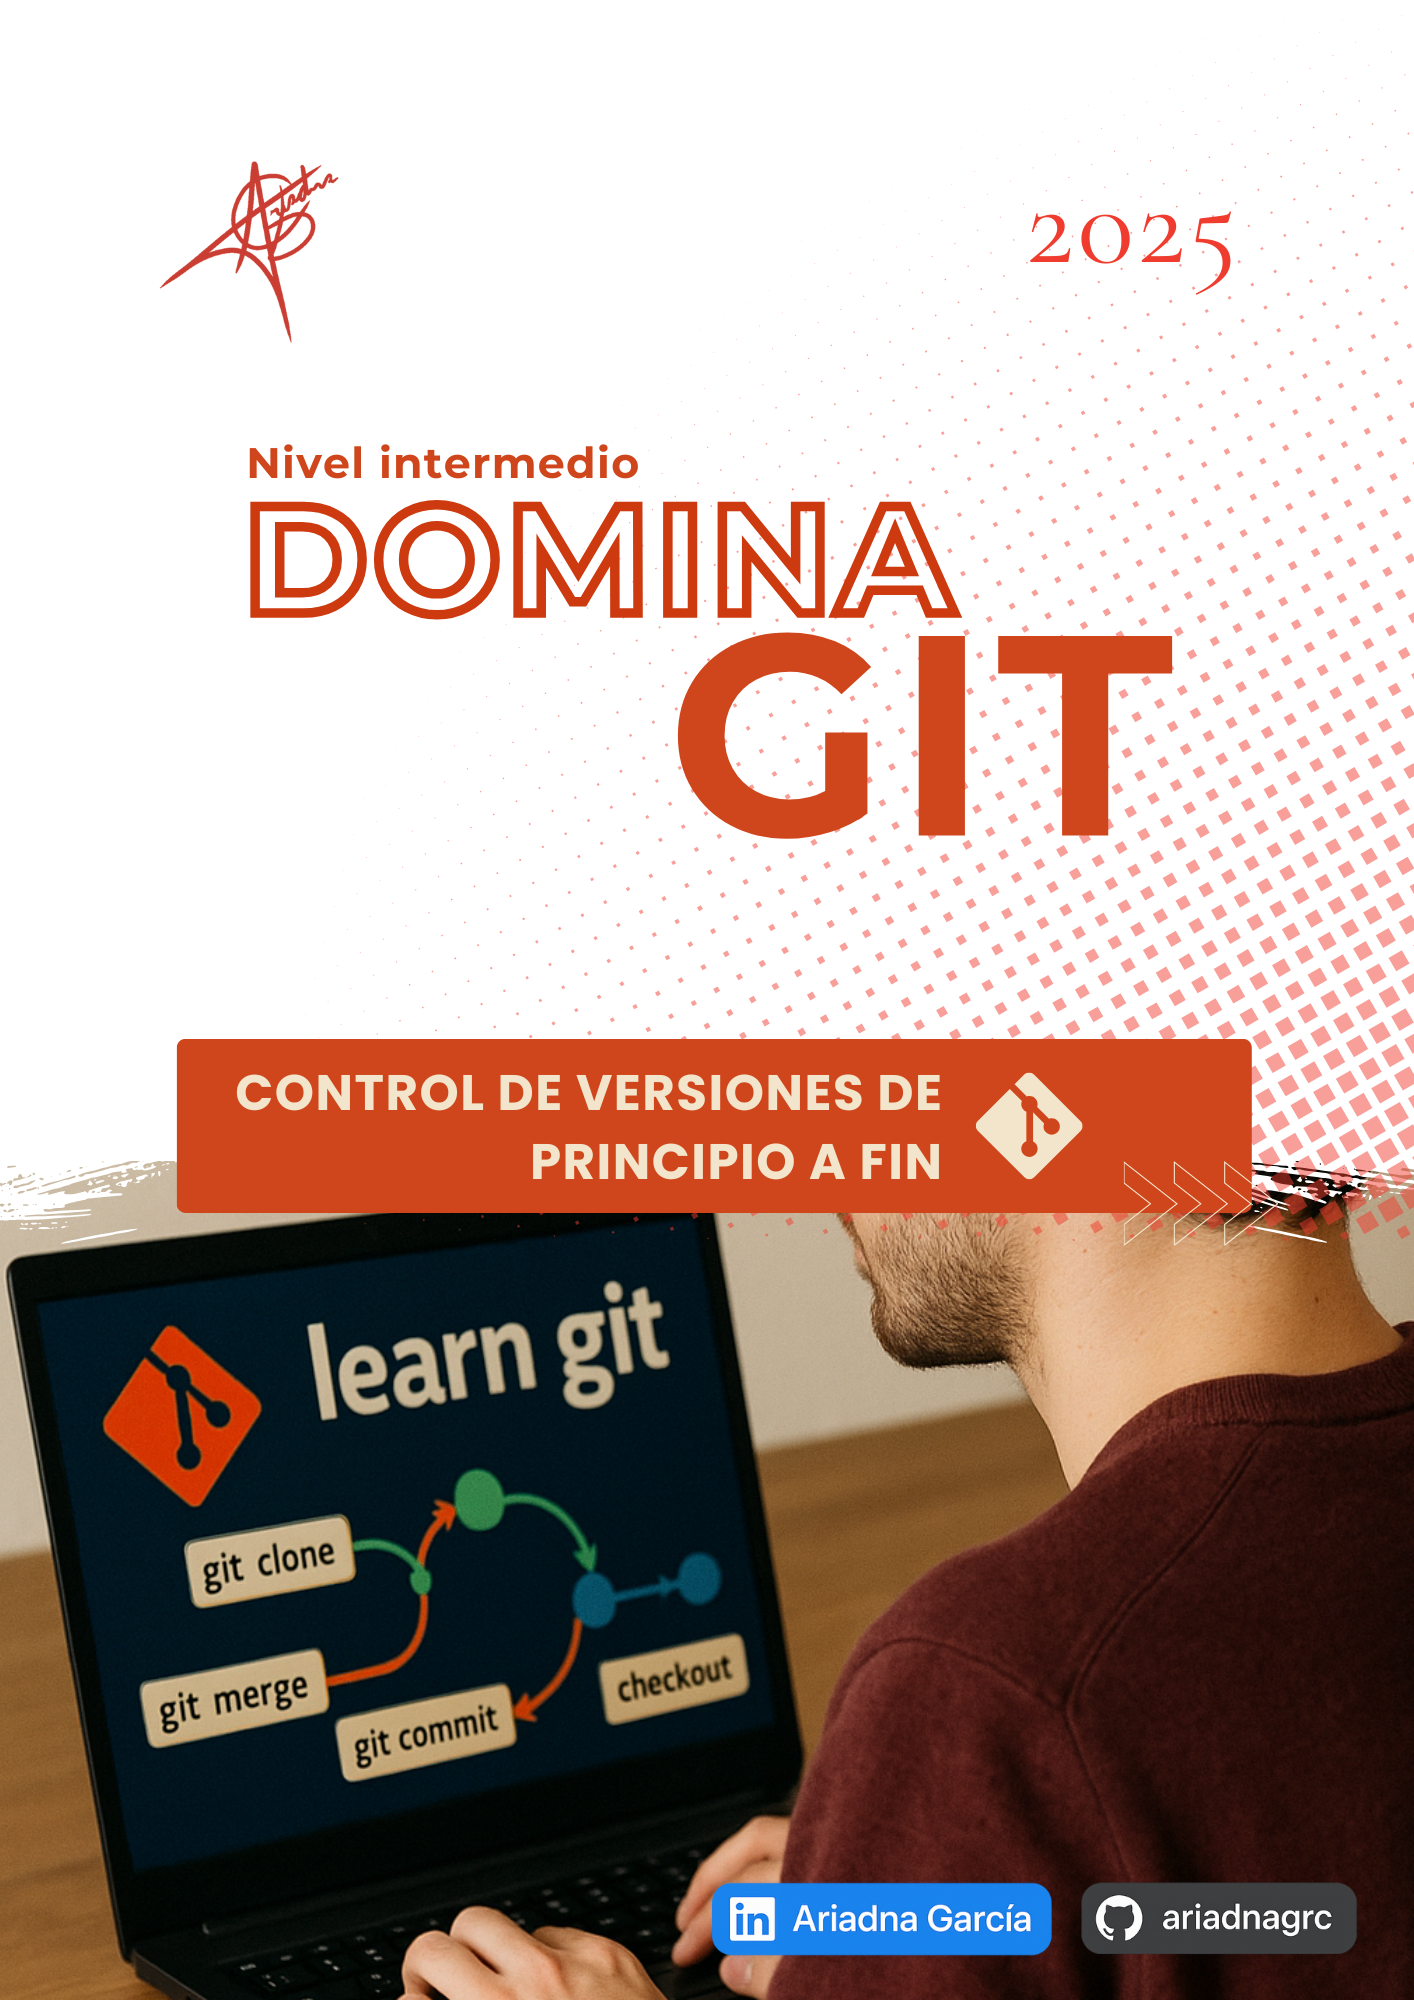 Ariadna
2025
Nivel intermedio
DOMINA
GIT
CONTROL DE VERSIONES DE
PRINCIPIO A FIN
learn git
git clone
git merge
git commit
checkout
in Ariadna García
ariadnagrc